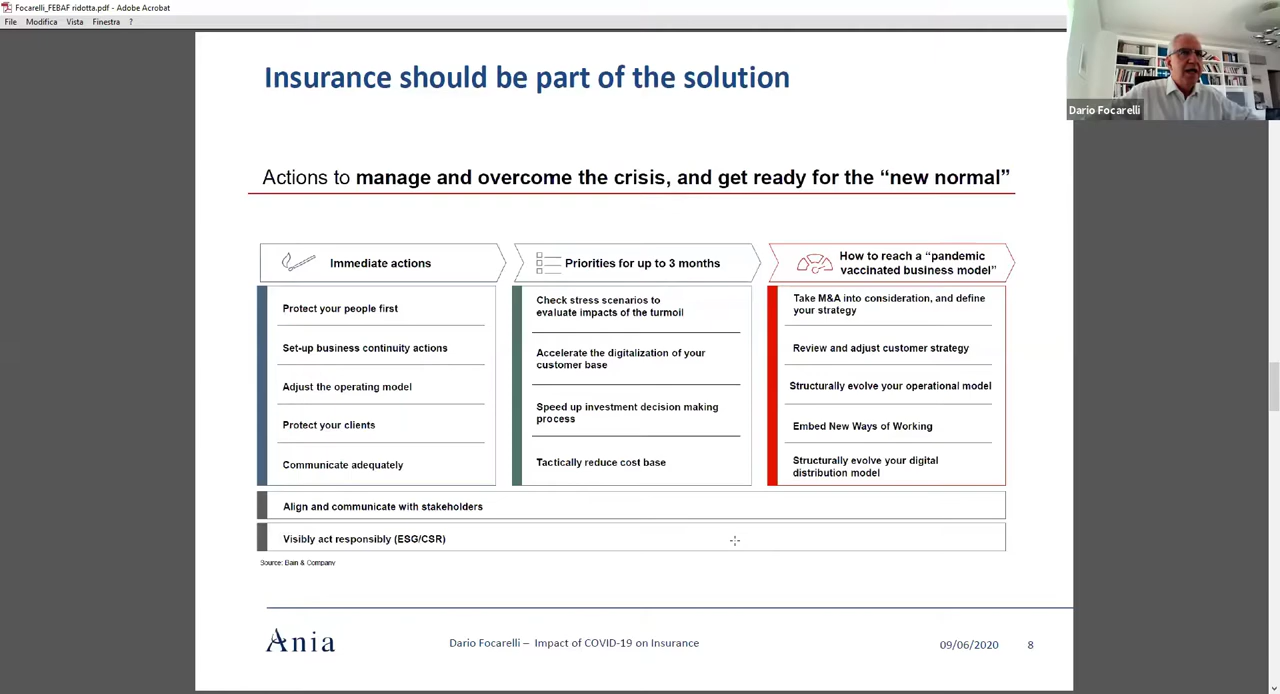 Focarelli_FEBAF ridotta.pdf - Adobe Acrobat
File Modifica Vista Finestra ?
Dario Focarelli
Insurance should be part of the solution
Actions to manage and overcome the crisis, and get ready for the “new normal”
Immediate actions
Protect your people first
Set-up business continuity actions
Adjust the operating model
Protect your clients
Communicate adequately
Priorities for up to 3 months
Check stress scenarios to
evaluate impacts of the turmoil
Accelerate the digitalization of your
customer base
Speed up investment decision making
process
Tactically reduce cost base
How to reach a “pandemic
vaccinated business model”
Take M&A into consideration, and define
your strategy
Review and adjust customer strategy
Structurally evolve your operational model
Embed New Ways of Working
Structurally evolve your digital
distribution model
Align and communicate with stakeholders
Visibly act responsibly (ESG/CSR)
Source: Bain & Company
Ania
Dario Focarelli – Impact of COVID-19 on Insurance
09/06/2020 8